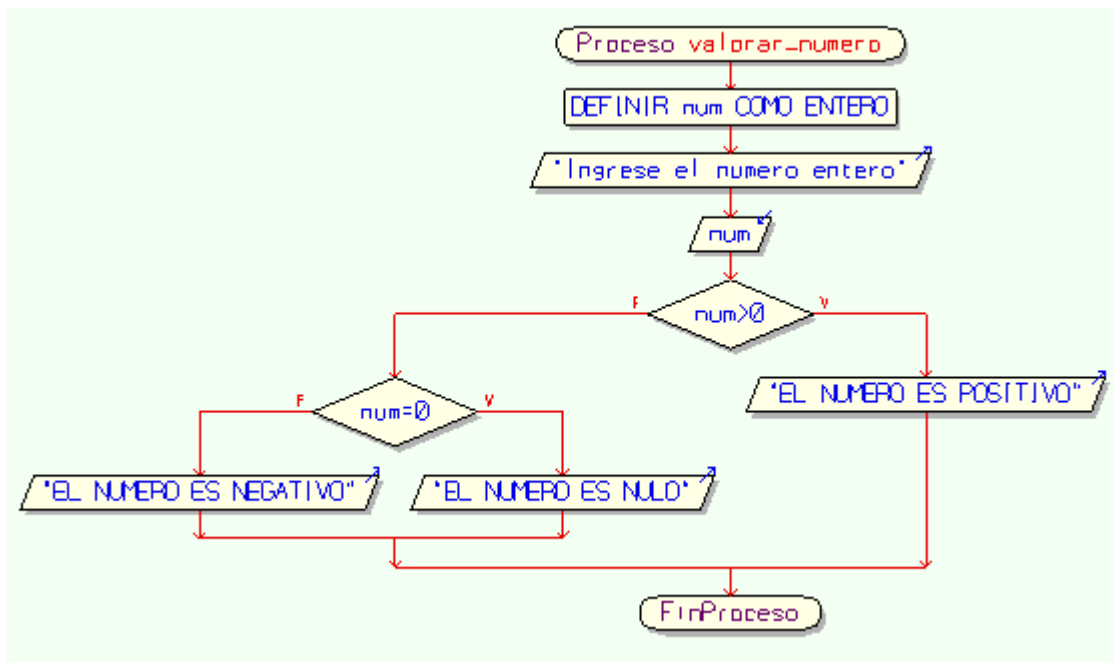 Proceso valorar_numero
DEFINIR num COMO ENTERO
"Ingrese el numero entero"
num
F
num>0
V
"EL NUMERO ES POSITIVO"
F
num=0
V
"EL NUMERO ES NEGATIVO"
"EL NUMERO ES NULO"
FinProceso